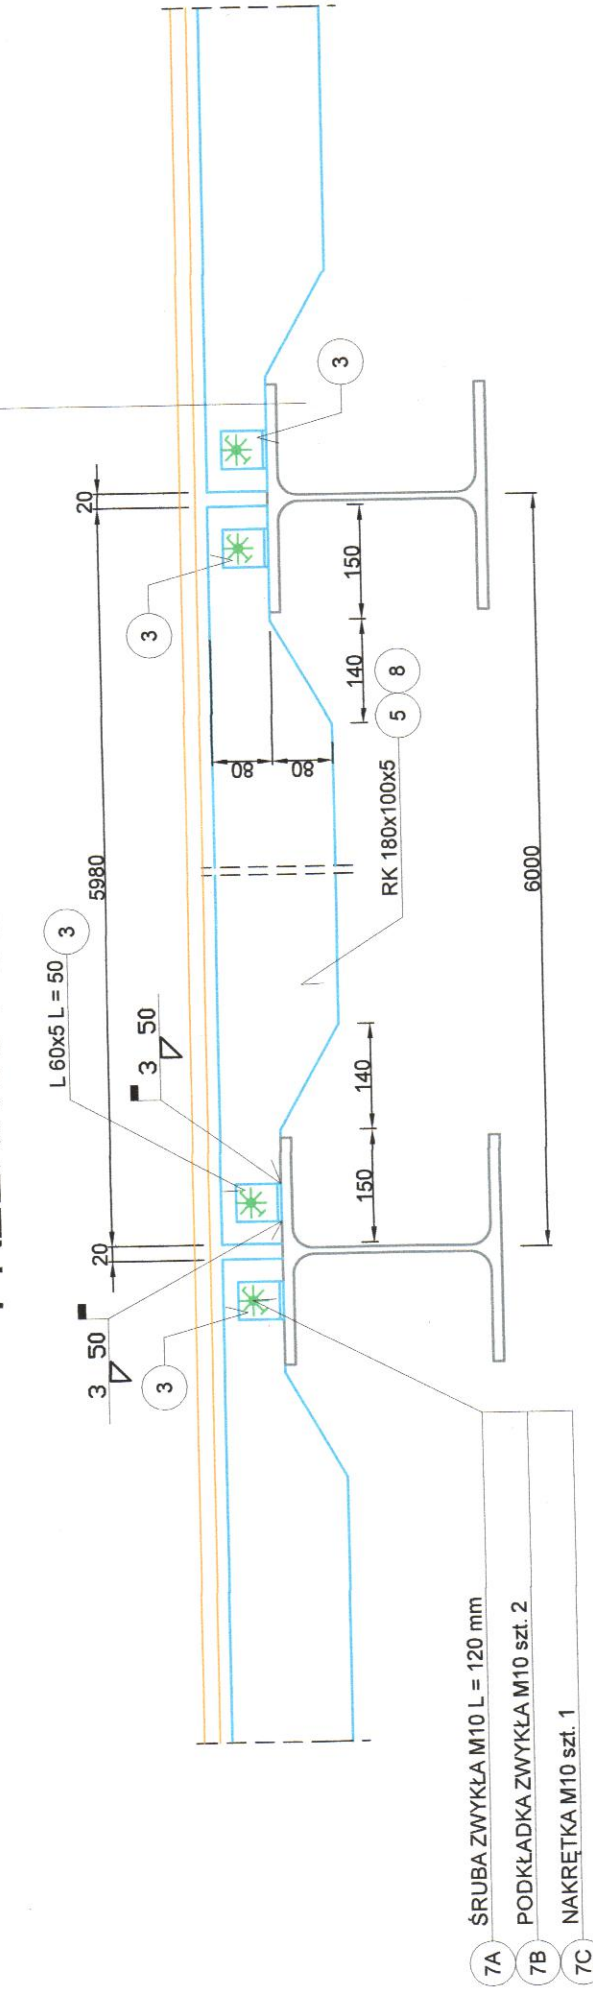 L 60x5 L = 50
3
3 50
3 50
3
20
5980
20
3
3
80
80
150
140
140
150
RK 180x100x5
5
8
6000
7A
ŚRUBA ZWYKŁA M10 L = 120 mm
7B
PODKŁADKA ZWYKŁA M10 szt. 2
7C
NAKRĘTKA M10 szt. 1